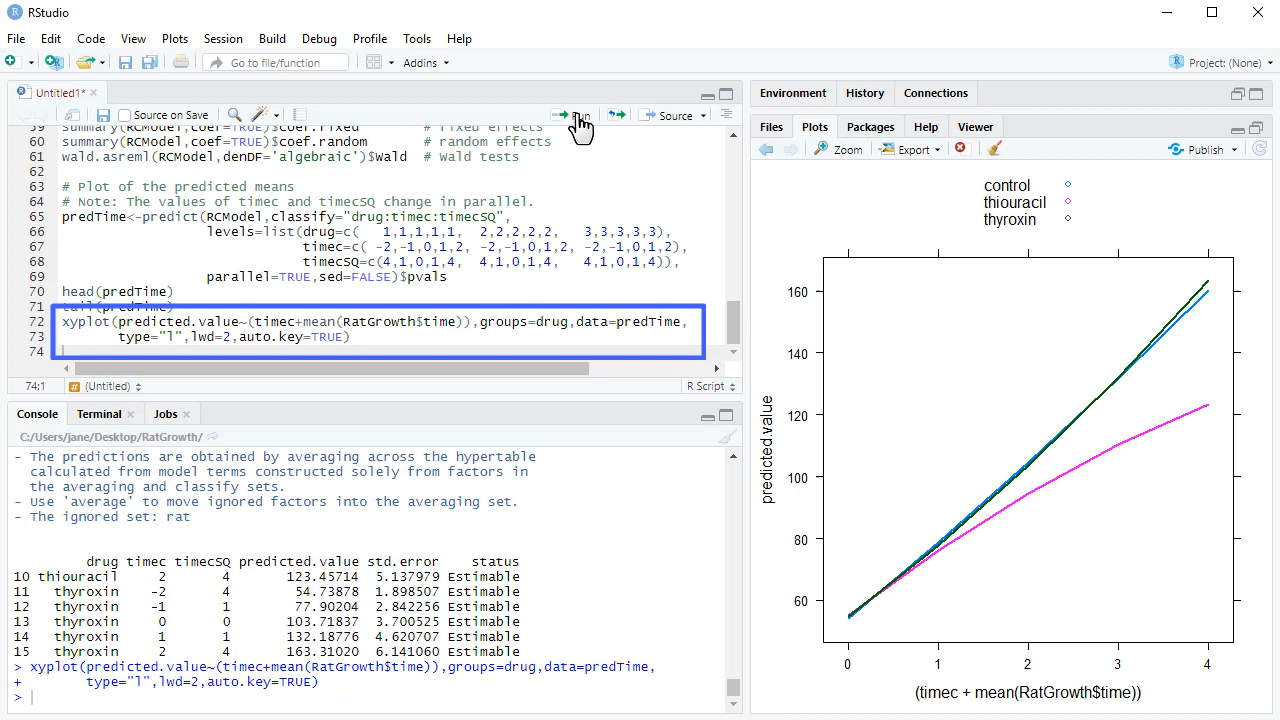 RStudio
File Edit Code View Plots Session Build Debug Profile Tools Help
Go to file/function Addins Project: (None)
Untitled1*
Source on Save Run Source
59 summary(RCModel,coef=TRUE)$coef.fixed # fixed effects
60 summary(RCModel,coef=TRUE)$coef.random # random effects
61 wald.asreml(RCModel,denDF='algebraic')$Wald # Wald tests
62
63 # Plot of the predicted means
64 # Note: The values of timec and timecSQ change in parallel.
65 predTime<-predict(RCModel,classify="drug:timec:timecSQ",
66 levels=list(drug=c( 1,1,1,1,1, 2,2,2,2,2, 3,3,3,3,3),
67 timec=c( -2,-1,0,1,2, -2,-1,0,1,2, -2,-1,0,1,2),
68 timecSQ=c(4,1,0,1,4, 4,1,0,1,4, 4,1,0,1,4)),
69 parallel=TRUE,sed=FALSE)$pvals
70 head(predTime)
71 tail(predTime)
72 xyplot(predicted.value~(timec+mean(RatGrowth$time)),groups=drug,data=predTime,
73 type="l",lwd=2,auto.key=TRUE)
74
74:1 (Untitled) R Script
Console Terminal Jobs
C:/Users/jane/Desktop/RatGrowth/
- The predictions are obtained by averaging across the hypertable
calculated from model terms constructed solely from factors in
the averaging and classify sets.
- Use 'average' to move ignored factors into the averaging set.
- The ignored set: rat
drug timec timecSQ predicted.value std.error status
10 thiouracil 2 4 123.45714 5.137979 Estimable
11 thyroxin -2 4 54.73878 1.898507 Estimable
12 thyroxin -1 1 77.90204 2.842256 Estimable
13 thyroxin 0 0 103.71837 3.700525 Estimable
14 thyroxin 1 1 132.18776 4.620707 Estimable
15 thyroxin 2 4 163.31020 6.141060 Estimable
> xyplot(predicted.value~(timec+mean(RatGrowth$time)),groups=drug,data=predTime,
+ type="l",lwd=2,auto.key=TRUE)
>
Environment History Connections
Files Plots Packages Help Viewer
Zoom Export Publish
control
thiouracil
thyroxin
160
140
120
100
80
60
predicted.value
0 1 2 3 4
(timec + mean(RatGrowth$time))